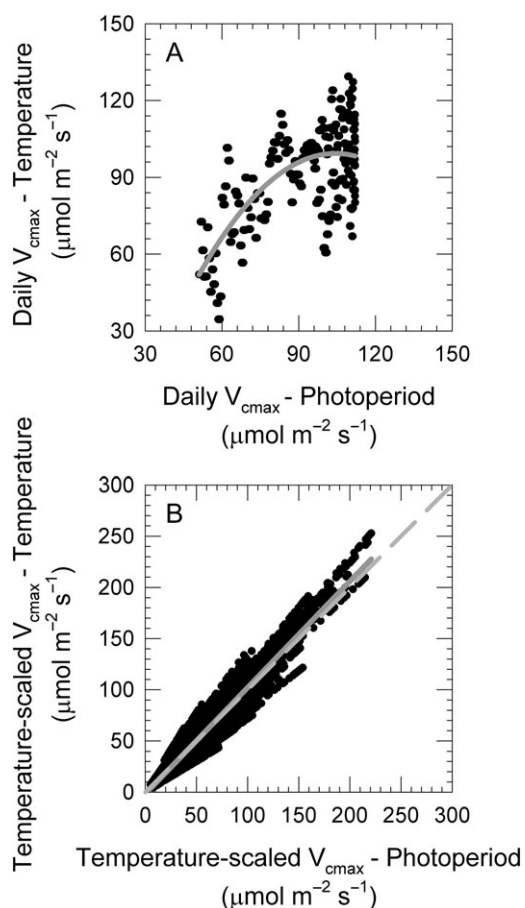 A
150
120
90
60
30
30 60 90 120 150
Daily Vcmax - Temperature
(μmol m−2 s−1)
Daily Vcmax - Photoperiod
(μmol m−2 s−1)
B
300
250
200
150
100
50
0
0 50 100 150 200 250 300
Temperature-scaled Vcmax - Temperature
(μmol m−2 s−1)
Temperature-scaled Vcmax - Photoperiod
(μmol m−2 s−1)